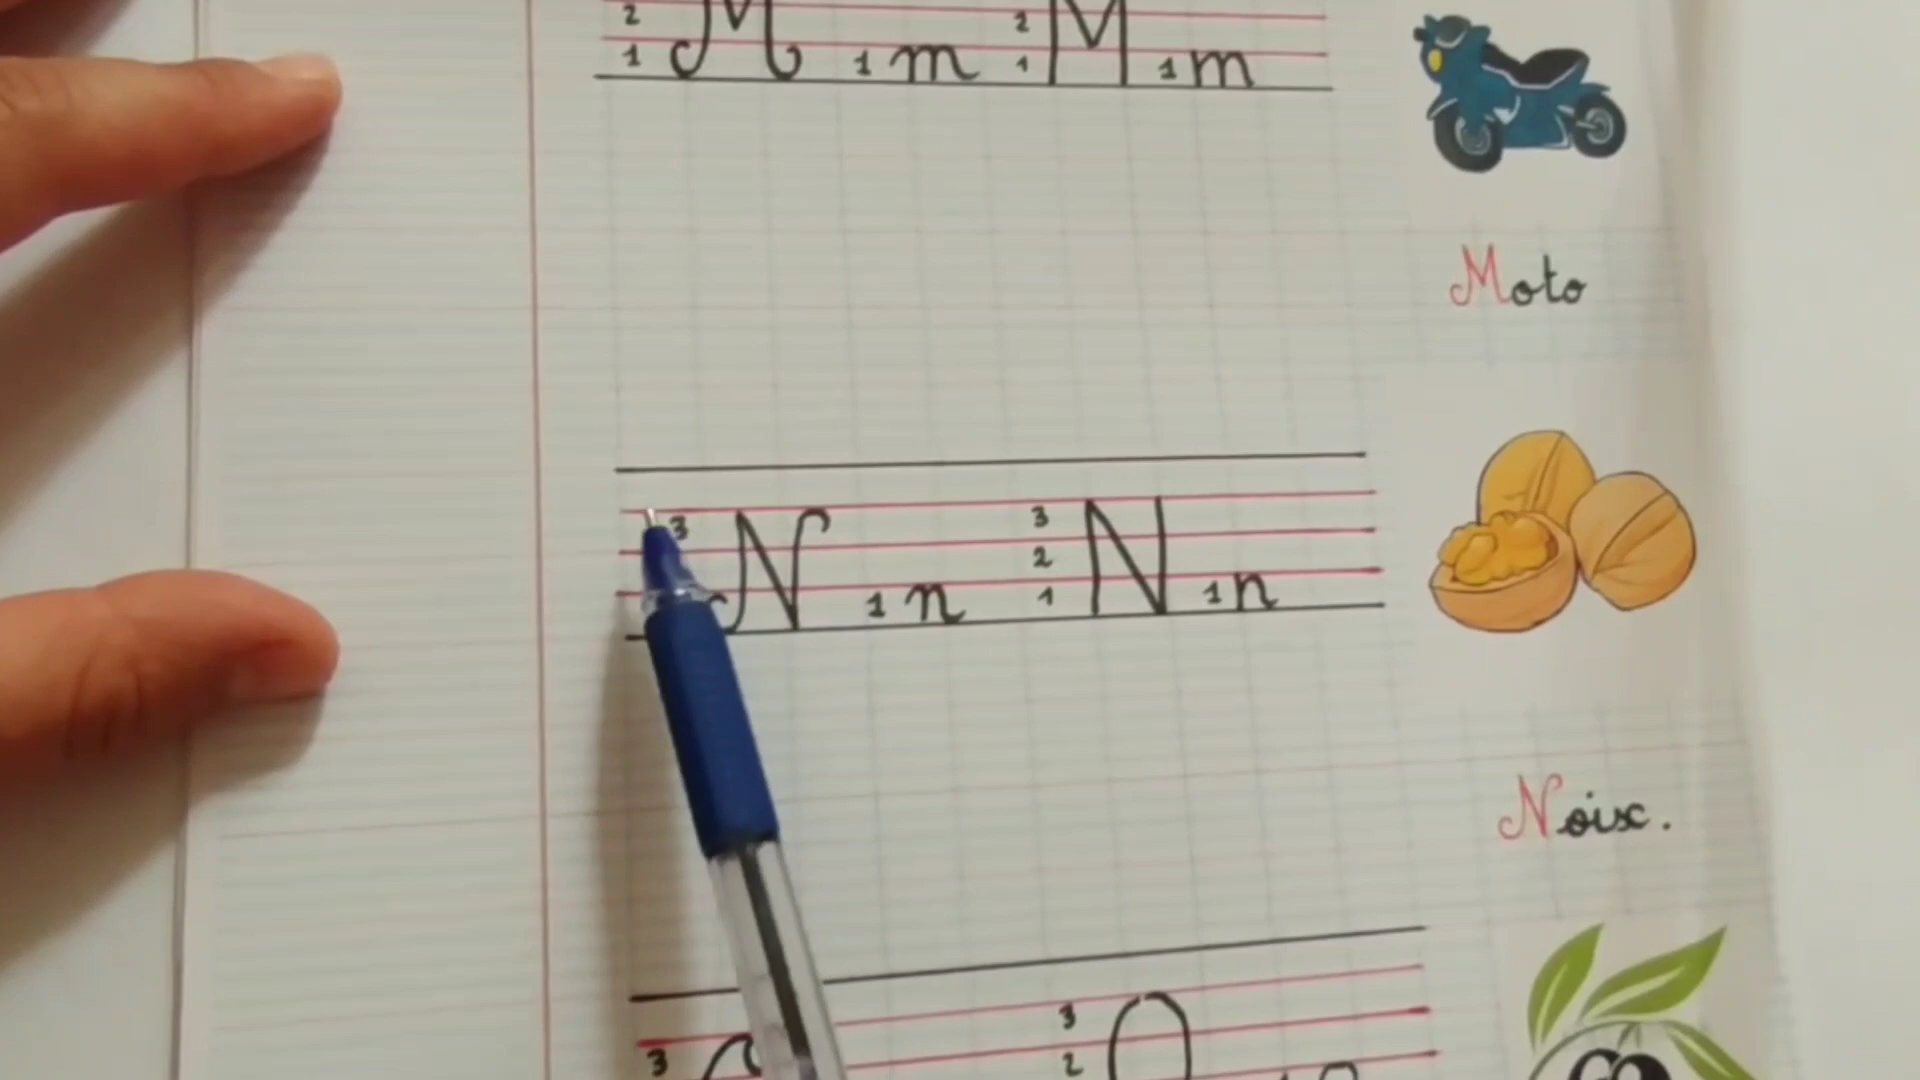 2 M 2 M
1 1 m 1 1 m
Moto
3 N 3 N
2
1 n 1 1 n
Noix.
3
3 2